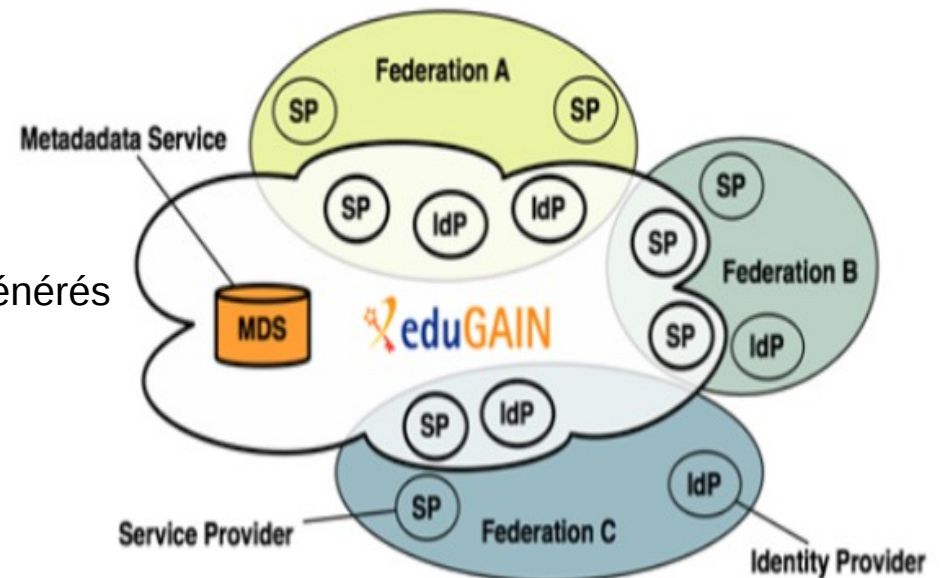 Federation A
SP
SP
Metadadata Service
SP
IdP
IdP
SP
SP
Federation B
énérés
MDS
eduGAIN
SP
IdP
SP
IdP
SP
IdP
Service Provider
Federation C
Identity Provider